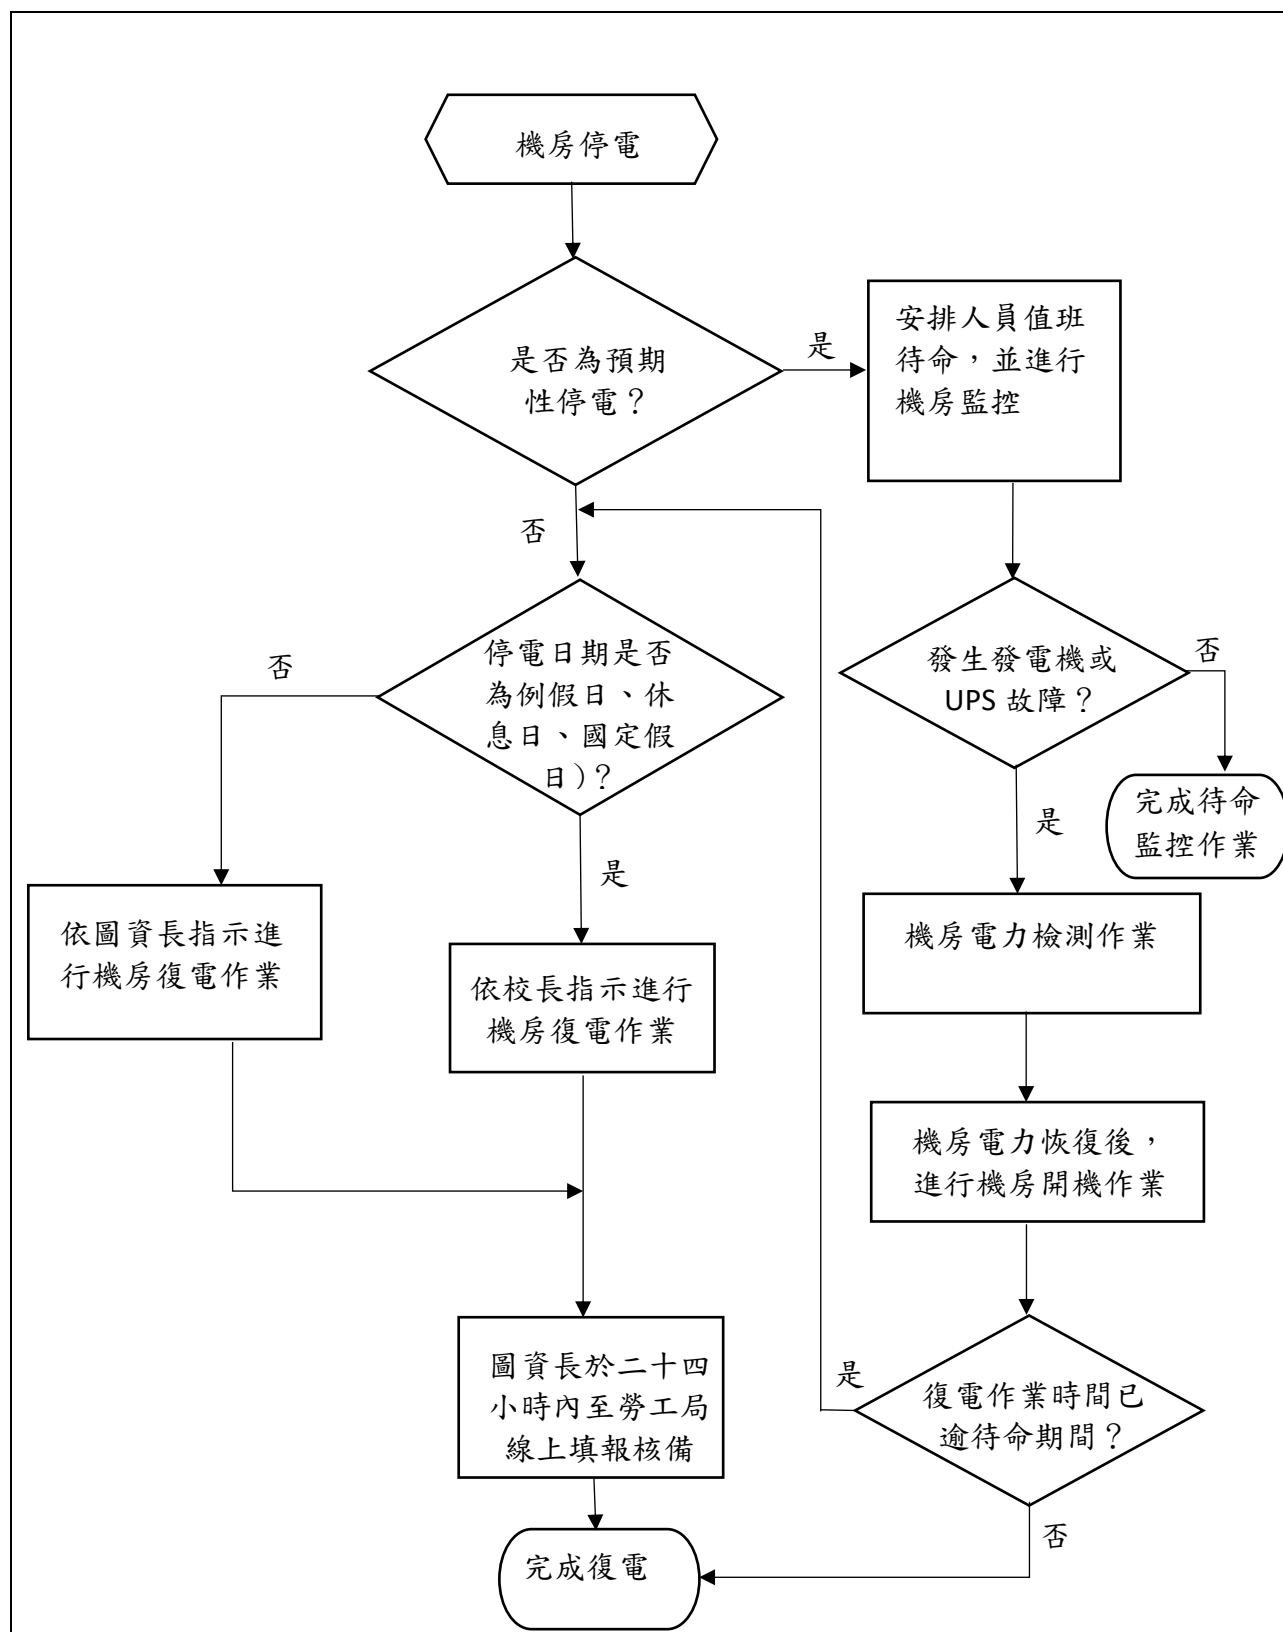 機房停電
是否為預期
性停電？
是
安排人員值班
待命，並進行
機房監控
否
停電日期是否
為例假日、休
息日、國定假
日)？
否
是
發生發電機或
UPS 故障？
否
是
完成待命
監控作業
依圖資長指示進
行機房復電作業
依校長指示進行
機房復電作業
機房電力檢測作業
機房電力恢復後，
進行機房開機作業
圖資長於二十四
小時內至勞工局
線上填報核備
是
復電作業時間已
逾待命期間？
否
完成復電